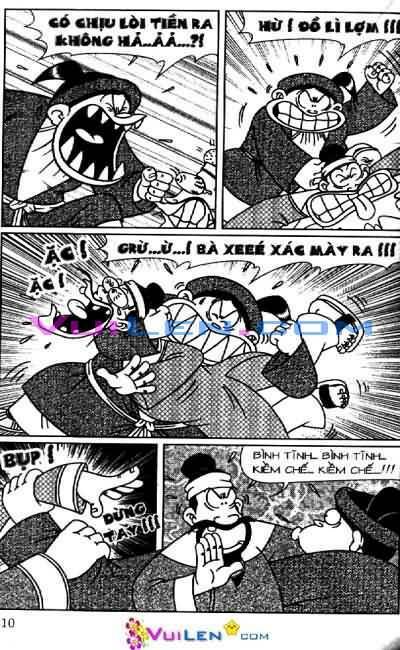 CÓ CHỊU LÒI TIỀN RA
KHÔNG HẢ..ẢẢ...?!
HỪ! ĐỒ LÌ LỢM!!!
GRỪ...Ừ...! BÀ XEEÉ XÁC MÀY RA!!!
ẶC!
ẶC!
VUILEN.COM
BỤP!
DỪNG
TAY!!!
BÌNH TĨNH... BÌNH TĨNH...
KIỀM CHẾ... KIỀM CHẾ...!!!
10
VUILEN.COM